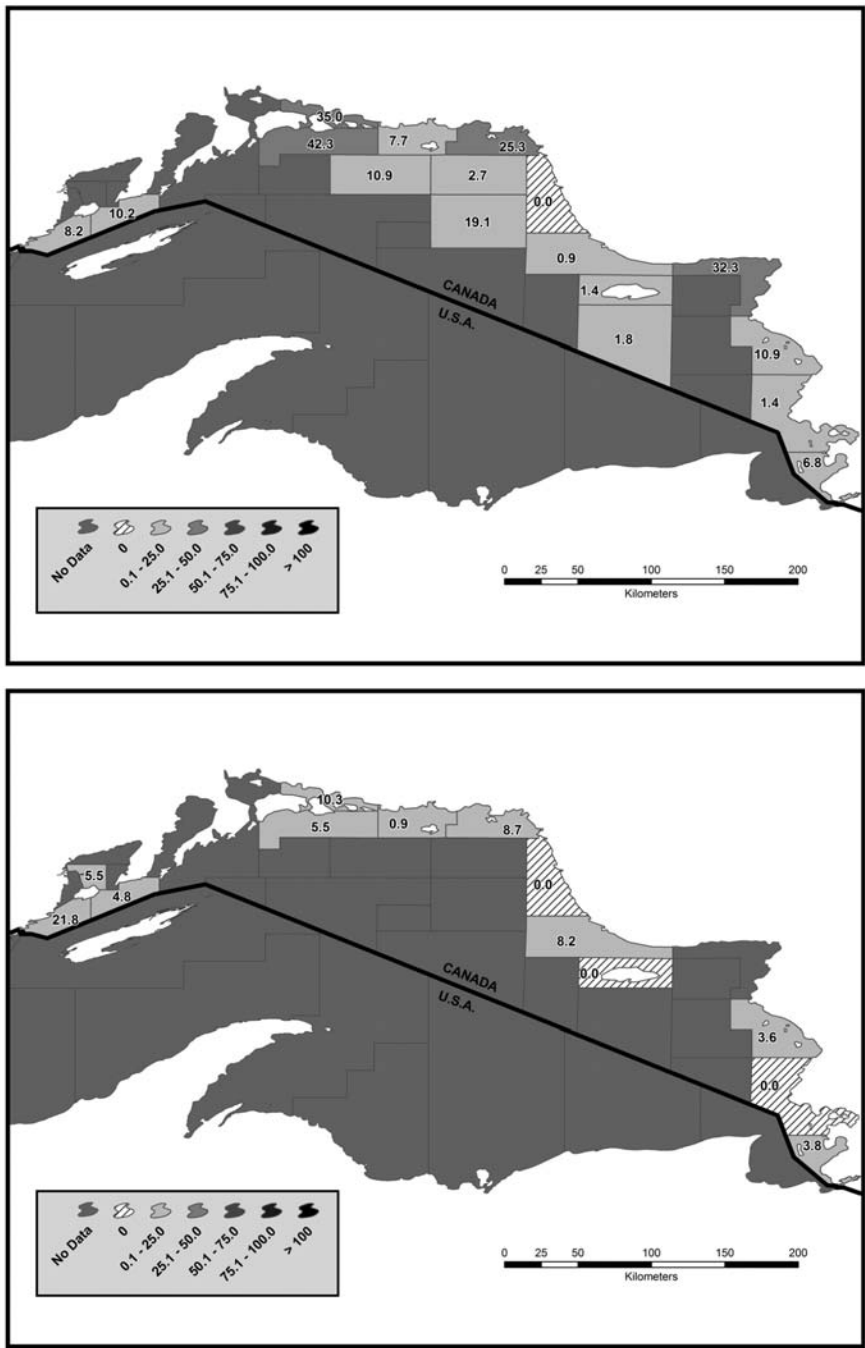 35.0
42.3
7.7
25.3
10.9
2.7
0.0
10.2
8.2
19.1
0.9
32.3
1.4
CANADA
U.S.A.
1.8
10.9
1.4
6.8
No Data
0
0.1 - 25.0
25.1 - 50.0
50.1 - 75.0
75.1 - 100.0
> 100
0 25 50 100 150 200
Kilometers
10.3
5.5
0.9
8.7
5.5
0.0
4.8
21.8
8.2
0.0
CANADA
U.S.A.
3.6
0.0
3.8
No Data
0
0.1 - 25.0
25.1 - 50.0
50.1 - 75.0
75.1 - 100.0
> 100
0 25 50 100 150 200
Kilometers